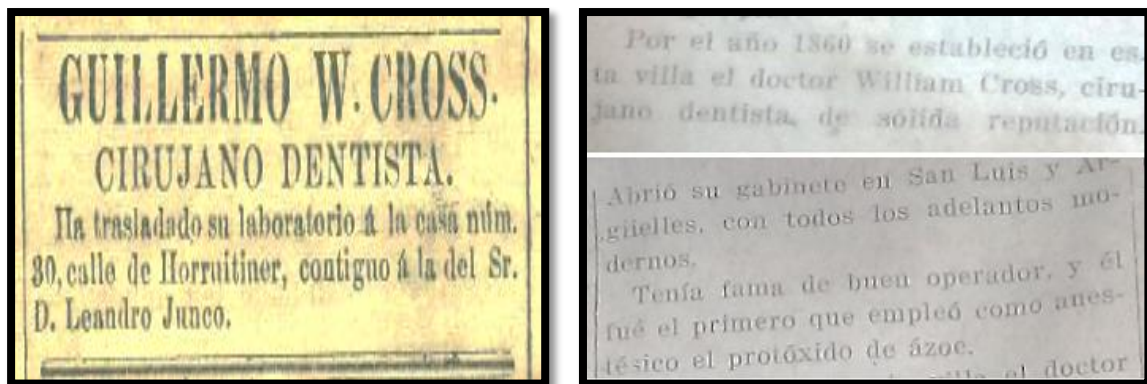 GUILLERMO W. CROSS.
CIRUJANO DENTISTA.
Ha trasladado su laboratorio á la casa núm.
30, calle de Horruitiner, contiguo á la del Sr.
D. Leandro Junco.
Por el año 1860 se estableció en es-
ta villa el doctor William Cross, ciru-
jano dentista, de sólida reputación.
Abrió su gabinete en San Luis y Ar-
güelles, con todos los adelantos mo-
dernos.
Tenía fama de buen operador, y él
fué el primero que empleó como anes-
tésico el protóxido de ázoe.
villa el doctor